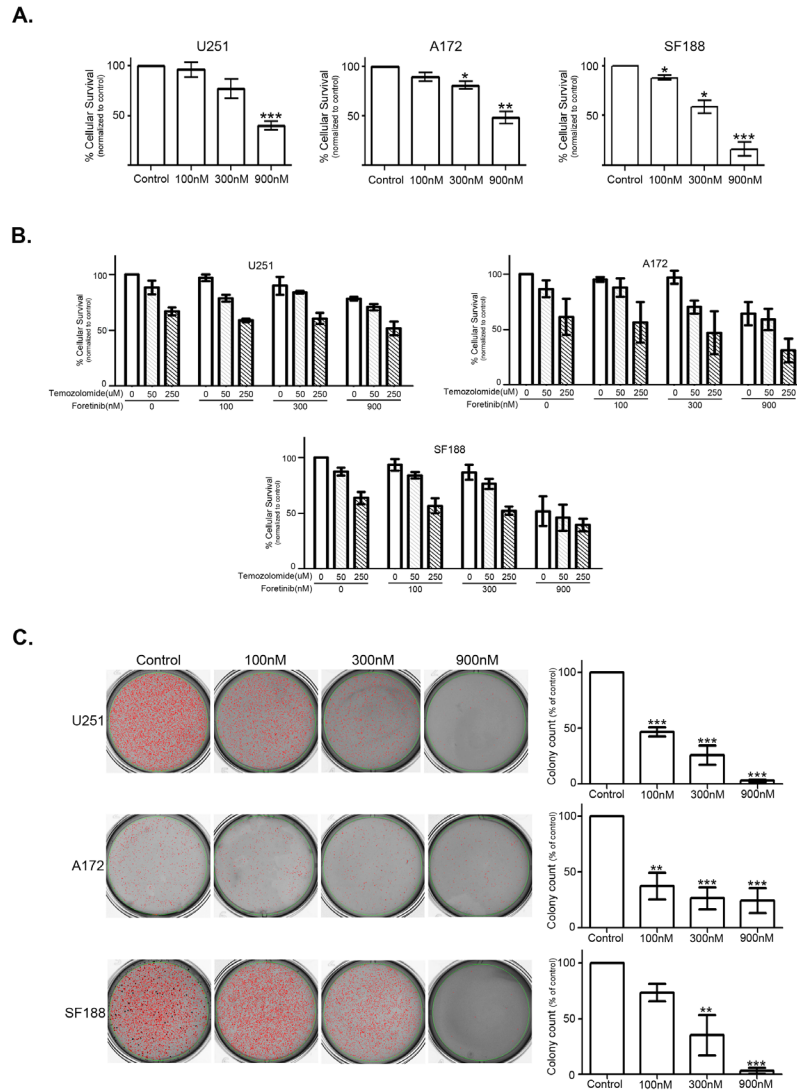 A.
U251
% Cellular Survival
(normalized to control)
100
50
***
Control 100nM 300nM 900nM
A172
% Cellular Survival
(normalized to control)
100
50
*
**
Control 100nM 300nM 900nM
SF188
% Cellular Survival
(normalized to control)
100
50
*
*
***
Control 100nM 300nM 900nM
B.
U251
% Cellular Survival
(normalized to control)
100
50
0
Temozolomide(uM) 0 50 250 0 50 250 0 50 250 0 50 250
Foretinib(nM) 0 100 300 900
A172
% Cellular Survival
(normalized to control)
100
50
0
Temozolomide(uM) 0 50 250 0 50 250 0 50 250 0 50 250
Foretinib(nM) 0 100 300 900
SF188
% Cellular Survival
(normalized to control)
100
50
0
Temozolomide(uM) 0 50 250 0 50 250 0 50 250 0 50 250
Foretinib(nM) 0 100 300 900
C.
Control 100nM 300nM 900nM
U251
Colony count (% of control)
100
50
0
***
***
***
Control 100nM 300nM 900nM
A172
Colony count (% of control)
100
50
0
**
***
***
Control 100nM 300nM 900nM
SF188
Colony count (% of control)
100
50
0
**
***
Control 100nM 300nM 900nM